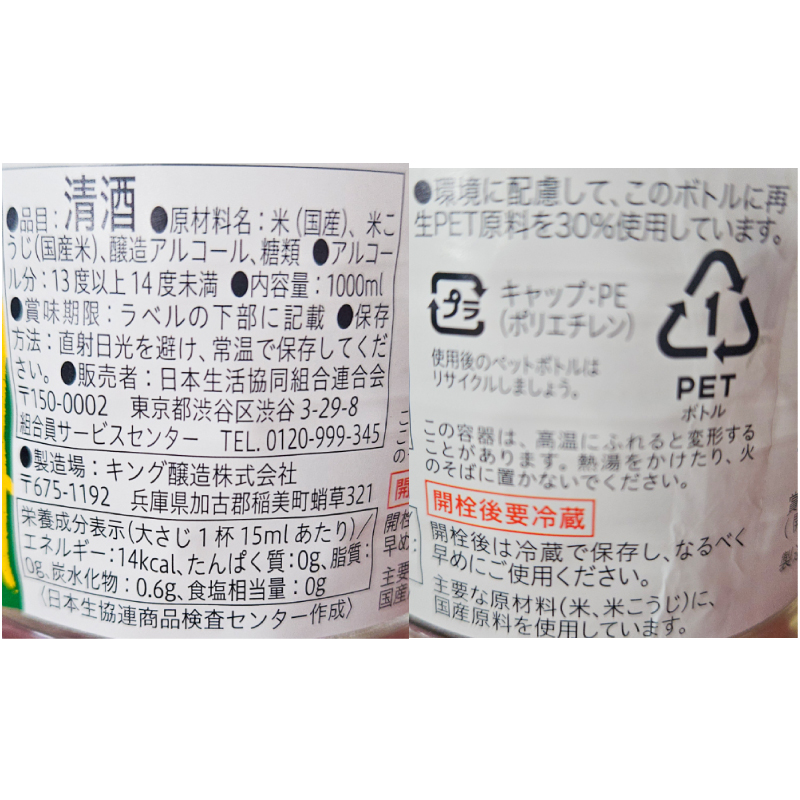 ●品目：清酒 ●原材料名：米（国産）、米こ
うじ（国産米）、醸造アルコール、糖類 ●アルコー
ル分：13度以上14度未満 ●内容量：1000ml
●賞味期限：ラベルの下部に記載 ●保存
方法：直射日光を避け、常温で保存してくだ
さい。 ●販売者：日本生活協同組合連合会
〒150-0002 東京都渋谷区渋谷 3-29-8
組合員サービスセンター TEL. 0120-999-345
●製造場：キング醸造株式会社
〒675-1192 兵庫県加古郡稲美町蛸草321
栄養成分表示（大さじ1杯15mlあたり）／
エネルギー：14kcal、たんぱく質：0g、脂質：
0g、炭水化物：0.6g、食塩相当量：0g
〈日本生協連商品検査センター作成〉
こ
の
開
開栓
早め
主要
国産
●環境に配慮して、このボトルに再
生PET原料を30%使用しています。
プラ
キャップ：PE
（ポリエチレン）
使用後のペットボトルは
リサイクルしましょう。
1
PET
ボトル
この容器は、高温にふれると変形する
ことがあります。熱湯をかけたり、火
のそばに置かないでください。
開栓後要冷蔵
開栓後は冷蔵で保存し、なるべく
早めにご使用ください。
主要な原材料（米、米こうじ）に、
国産原料を使用しています。